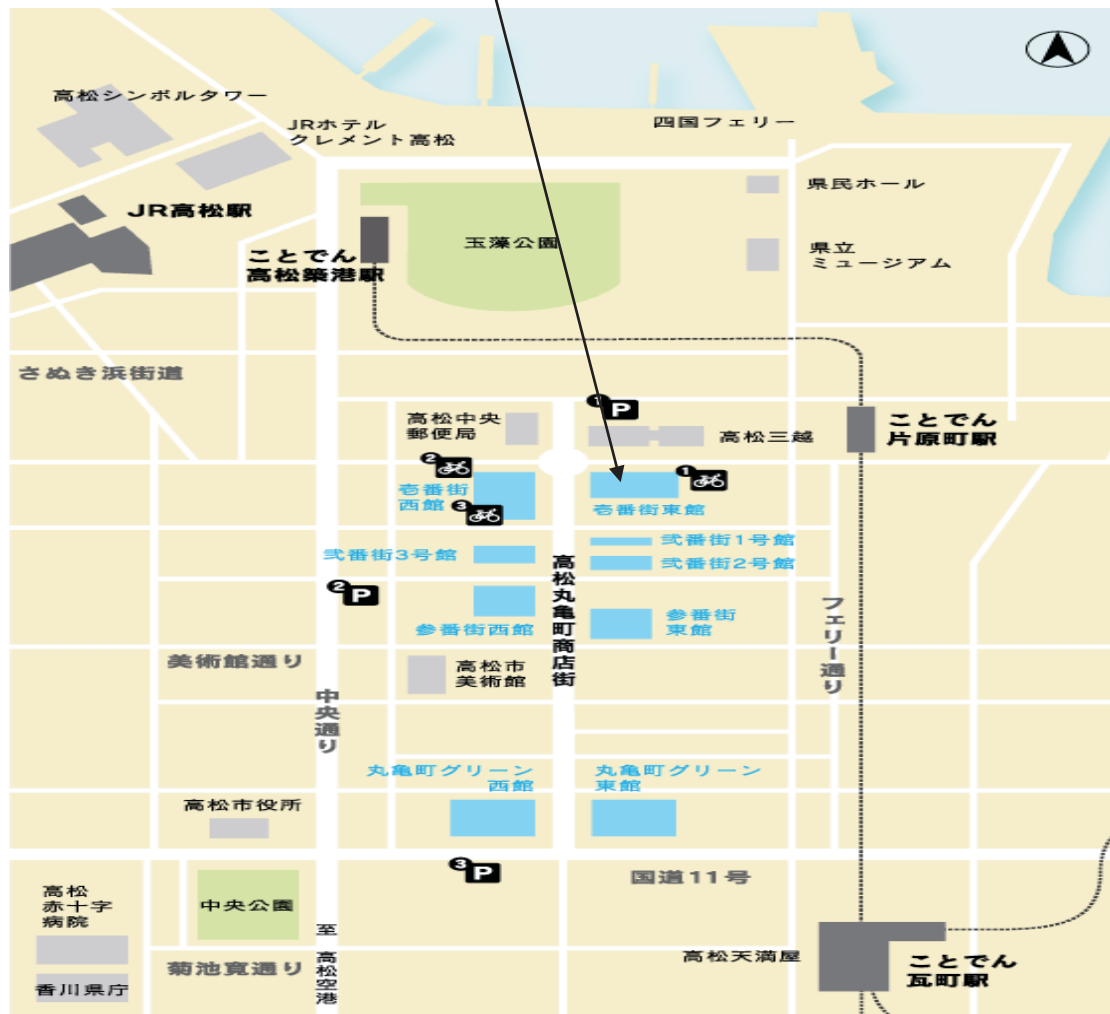 高松シンボルタワー
JRホテル
クレメント高松
四国フェリー
県民ホール
JR高松駅
玉藻公園
ことでん
高松築港駅
県立
ミュージアム
さぬき浜街道
1 P
高松中央
郵便局
高松三越
ことでん
片原町駅
2
1
壱番街
西館
3
壱番街東館
弐番街1号館
弐番街3号館
弐番街2号館
高松丸亀町商店街
2 P
フェリー通り
参番街
東館
参番街西館
美術館通り
高松市
美術館
中央通り
丸亀町グリーン
西館
丸亀町グリーン
東館
高松市役所
3 P
国道11号
高松
赤十字
病院
中央公園
至 高松空港
高松天満屋
ことでん
瓦町駅
菊池寛通り
香川県庁